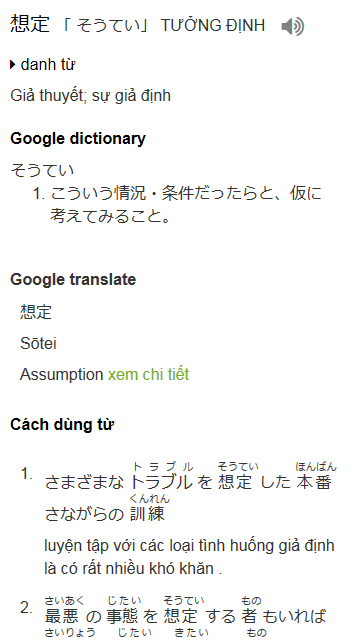 想定 「 そうてい」 TƯỞNG ĐỊNH
danh từ
Giả thuyết; sự giả định
Google dictionary
そうてい
1. こういう情況・条件だったらと、仮に
考えてみること。
Google translate
想定
Sōtei
Assumption xem chi tiết
Cách dùng từ
トラブル そうてい ほんばん
1. さまざまな トラブル を 想定 した 本番
くんれん
さながらの 訓練
luyện tập với các loại tình huống giả định
là có rất nhiều khó khăn .
さいあく じたい そうてい もの
2. 最悪 の 事態 を 想定 する 者 もいれば
さいりょう じたい きたい もの